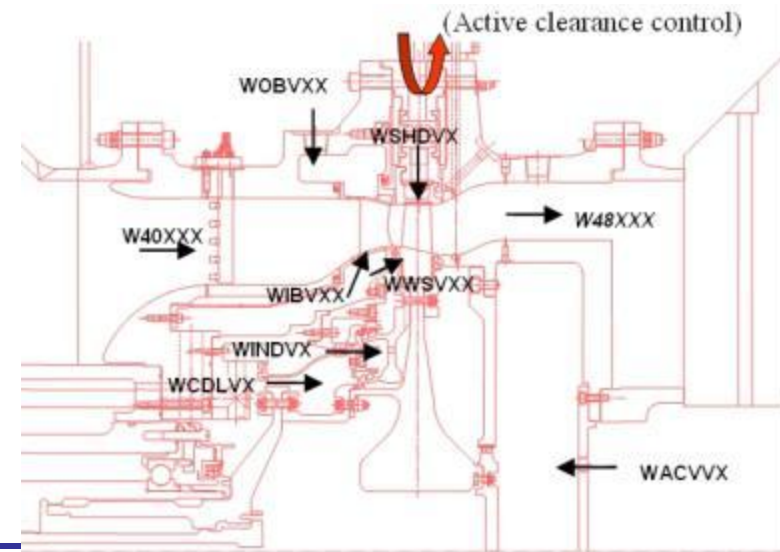 (Active clearance control)
WOBVXX
WSHDVX
W40XXX
W48XXX
WIBVXX
WWSVXX
WINDVX
WCDLVX
WACVVX